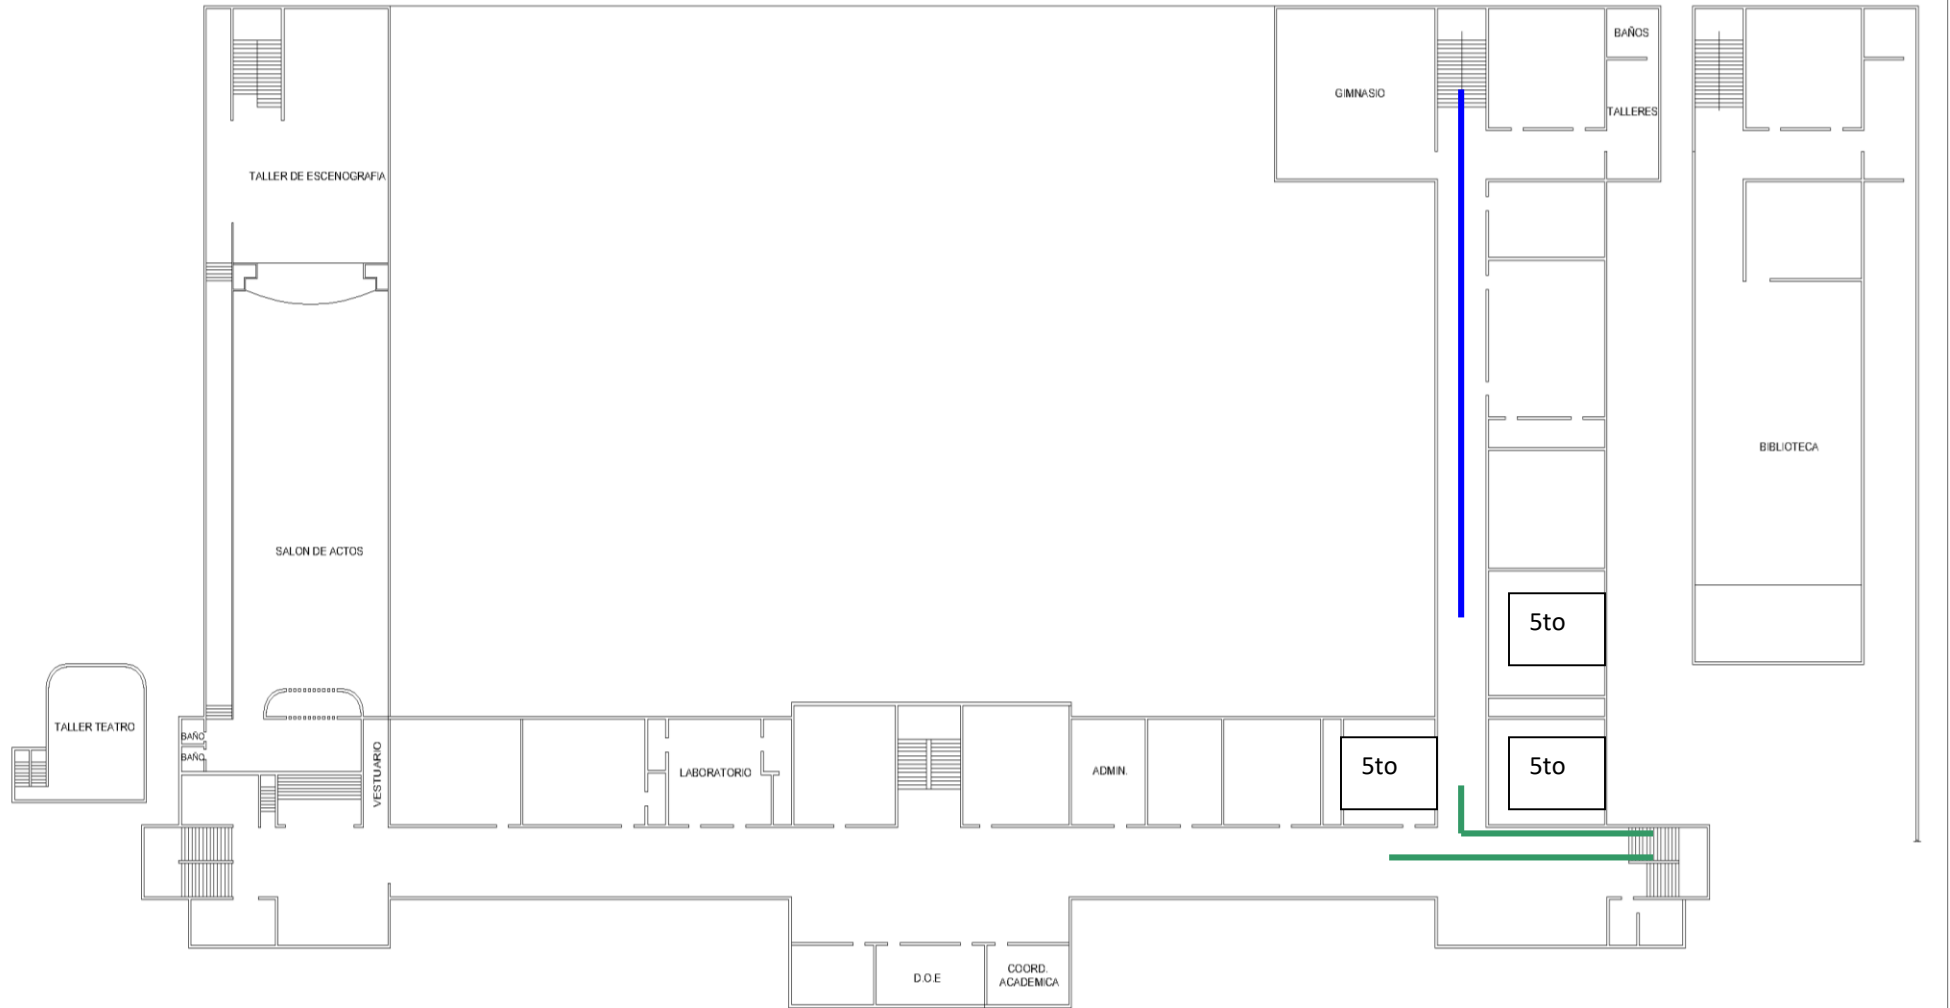 BAÑOS
GIMNASIO
TALLERES
TALLER DE ESCENOGRAFIA
BIBLIOTECA
SALON DE ACTOS
5to
TALLER TEATRO
BAÑO
BAÑO
VESTUARIO
LABORATORIO
ADMIN.
5to
5to
D.O.E
COORD.
ACADEMICA